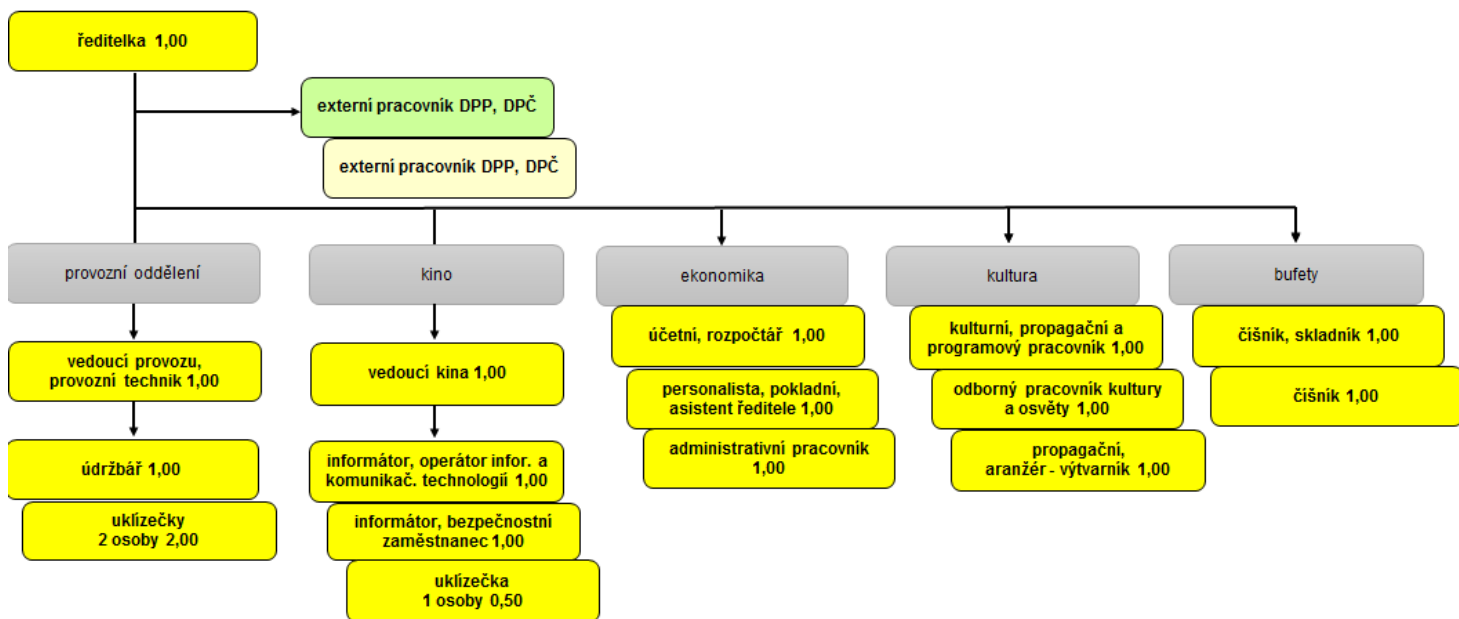 ředitelka 1,00
externí pracovník DPP, DPČ
externí pracovník DPP, DPČ
provozní oddělení
kino
ekonomika
kultura
bufety
vedoucí provozu,
provozní technik 1,00
údržbář 1,00
uklízečky
2 osoby 2,00
vedoucí kina 1,00
informátor, operátor infor. a
komunikač. technologií 1,00
informátor, bezpečnostní
zaměstnanec 1,00
uklízečka
1 osoby 0,50
účetní, rozpočtář 1,00
personalista, pokladní,
asistent ředitele 1,00
administrativní pracovník
1,00
kulturní, propagační a
programový pracovník 1,00
odborný pracovník kultury
a osvěty 1,00
propagační,
aranžér - výtvarník 1,00
číšník, skladník 1,00
číšník 1,00